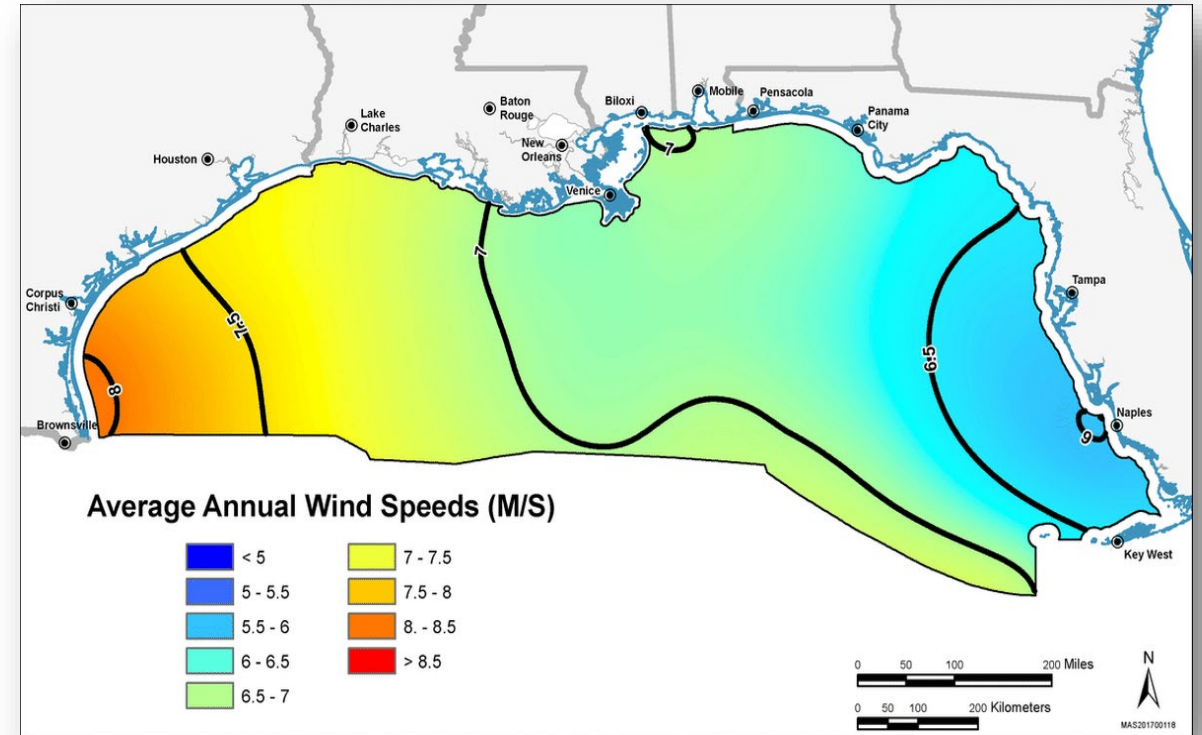 Mobile
Pensacola
Biloxi
Baton
Rouge
Panama
City
Lake
Charles
New
Orleans
Houston
7
Venice
7
Tampa
Corpus
Christi
7.5
6.5
8
Naples
Brownsville
6
Average Annual Wind Speeds (M/S)
< 5
7 - 7.5
5 - 5.5
7.5 - 8
5.5 - 6
8. - 8.5
6 - 6.5
> 8.5
6.5 - 7
Key West
0 50 100 200 Miles
0 50 100 200 Kilometers
N
MAS201700118